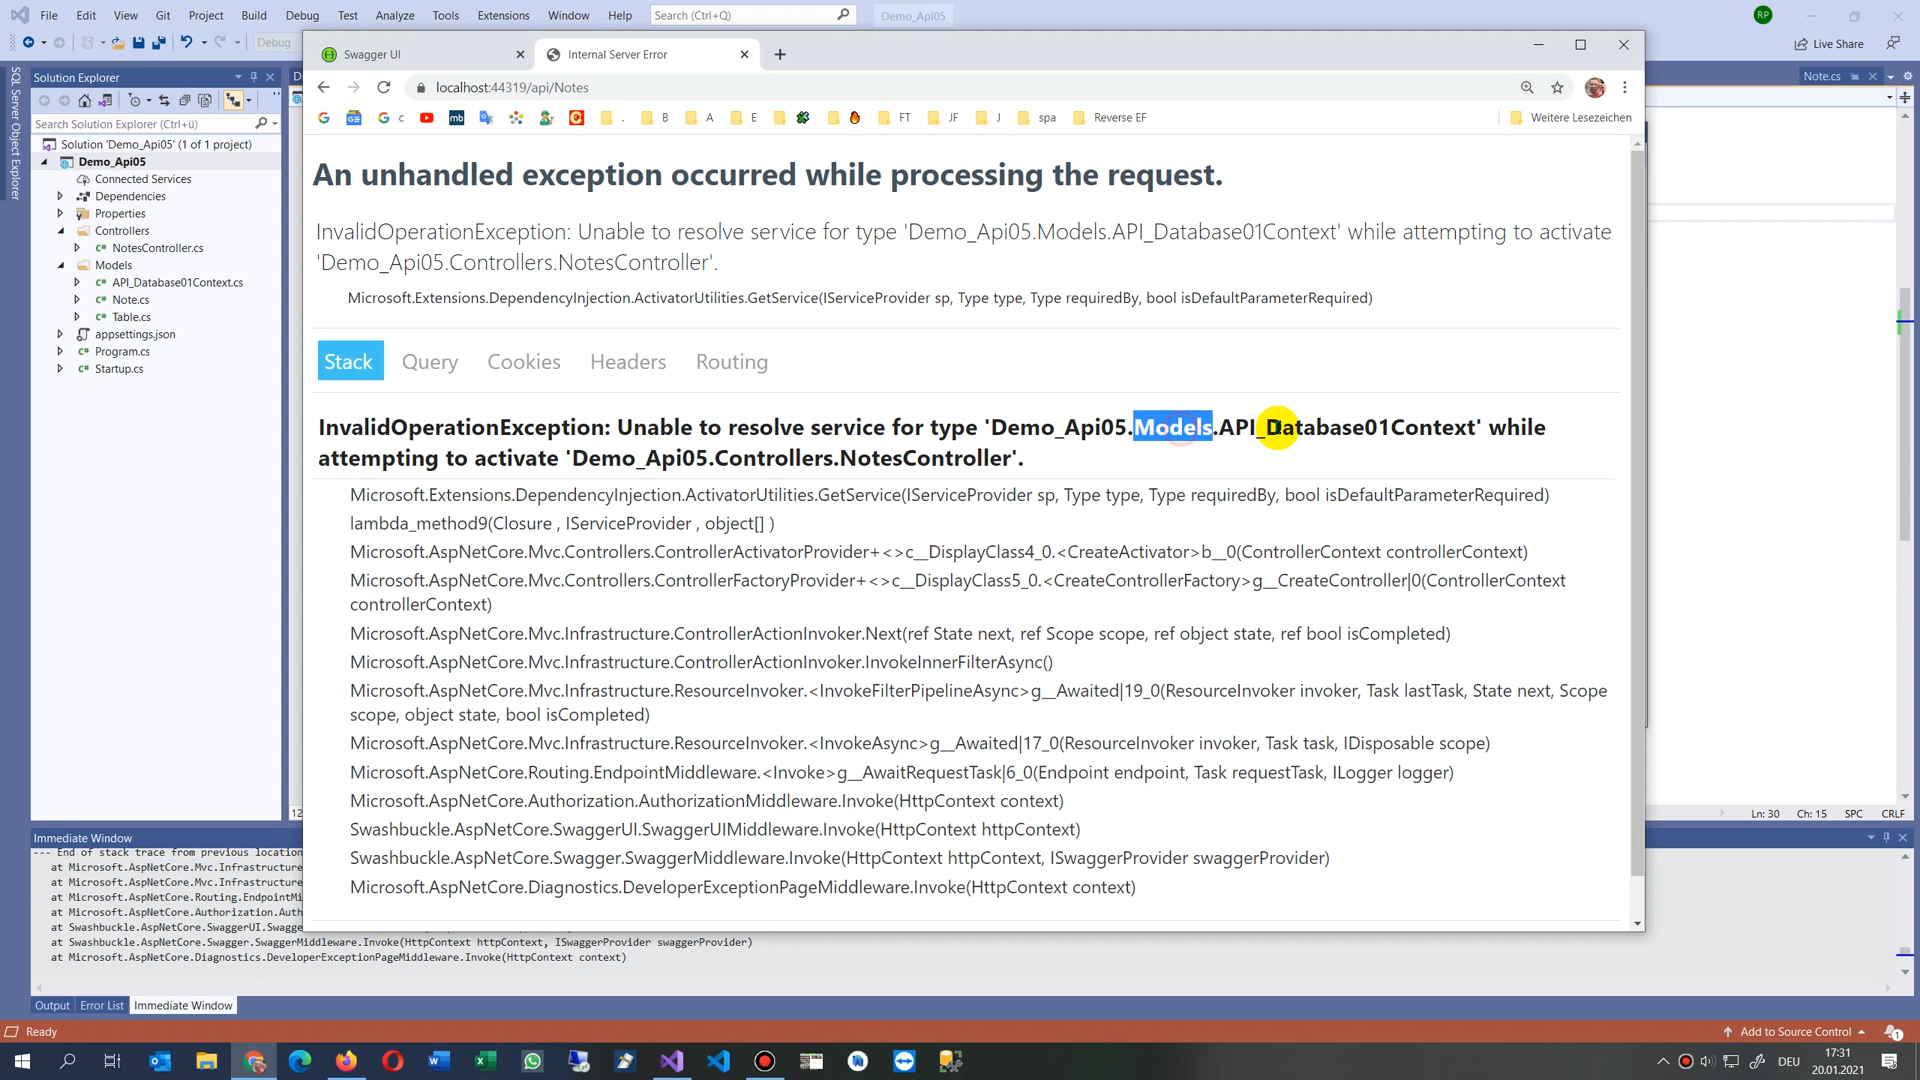 File Edit View Git Project Build Debug Test Analyze Tools Extensions Window Help Search (Ctrl+Q) Demo_Api05 RP
Debug Live Share
Solution Explorer
Note.cs
SQL Server Object Explorer
Search Solution Explorer (Ctrl+ü)
Solution 'Demo_Api05' (1 of 1 project)
Demo_Api05
Connected Services
Dependencies
Properties
Controllers
NotesController.cs
Models
API_Database01Context.cs
Note.cs
Table.cs
appsettings.json
Program.cs
Startup.cs
Swagger UI Internal Server Error
localhost:44319/api/Notes
c . B A E FT JF J spa Reverse EF Weitere Lesezeichen
An unhandled exception occurred while processing the request.
InvalidOperationException: Unable to resolve service for type 'Demo_Api05.Models.API_Database01Context' while attempting to activate
'Demo_Api05.Controllers.NotesController'.
Microsoft.Extensions.DependencyInjection.ActivatorUtilities.GetService(IServiceProvider sp, Type type, Type requiredBy, bool isDefaultParameterRequired)
Stack Query Cookies Headers Routing
InvalidOperationException: Unable to resolve service for type 'Demo_Api05.Models.API_Database01Context' while
attempting to activate 'Demo_Api05.Controllers.NotesController'.
Microsoft.Extensions.DependencyInjection.ActivatorUtilities.GetService(IServiceProvider sp, Type type, Type requiredBy, bool isDefaultParameterRequired)
lambda_method9(Closure , IServiceProvider , object[] )
Microsoft.AspNetCore.Mvc.Controllers.ControllerActivatorProvider+<>c__DisplayClass4_0.<CreateActivator>b__0(ControllerContext controllerContext)
Microsoft.AspNetCore.Mvc.Controllers.ControllerFactoryProvider+<>c__DisplayClass5_0.<CreateControllerFactory>g__CreateController|0(ControllerContext
controllerContext)
Microsoft.AspNetCore.Mvc.Infrastructure.ControllerActionInvoker.Next(ref State next, ref Scope scope, ref object state, ref bool isCompleted)
Microsoft.AspNetCore.Mvc.Infrastructure.ControllerActionInvoker.InvokeInnerFilterAsync()
Microsoft.AspNetCore.Mvc.Infrastructure.ResourceInvoker.<InvokeFilterPipelineAsync>g__Awaited|19_0(ResourceInvoker invoker, Task lastTask, State next, Scope
scope, object state, bool isCompleted)
Microsoft.AspNetCore.Mvc.Infrastructure.ResourceInvoker.<InvokeAsync>g__Awaited|17_0(ResourceInvoker invoker, Task task, IDisposable scope)
Microsoft.AspNetCore.Routing.EndpointMiddleware.<Invoke>g__AwaitRequestTask|6_0(Endpoint endpoint, Task requestTask, ILogger logger)
Microsoft.AspNetCore.Authorization.AuthorizationMiddleware.Invoke(HttpContext context)
Swashbuckle.AspNetCore.SwaggerUI.SwaggerUIMiddleware.Invoke(HttpContext httpContext)
Swashbuckle.AspNetCore.Swagger.SwaggerMiddleware.Invoke(HttpContext httpContext, ISwaggerProvider swaggerProvider)
Microsoft.AspNetCore.Diagnostics.DeveloperExceptionPageMiddleware.Invoke(HttpContext context)
Ln: 30 Ch: 15 SPC CRLF
Immediate Window
--- End of stack trace from previous location
at Microsoft.AspNetCore.Mvc.Infrastructure
at Microsoft.AspNetCore.Mvc.Infrastructure
at Microsoft.AspNetCore.Routing.EndpointMi
at Microsoft.AspNetCore.Authorization.Auth
at Swashbuckle.AspNetCore.SwaggerUI.Swagge
at Swashbuckle.AspNetCore.Swagger.SwaggerMiddleware.Invoke(HttpContext httpContext, ISwaggerProvider swaggerProvider)
at Microsoft.AspNetCore.Diagnostics.DeveloperExceptionPageMiddleware.Invoke(HttpContext context)
Output Error List Immediate Window
Ready Add to Source Control 1
DEU 17:31
20.01.2021